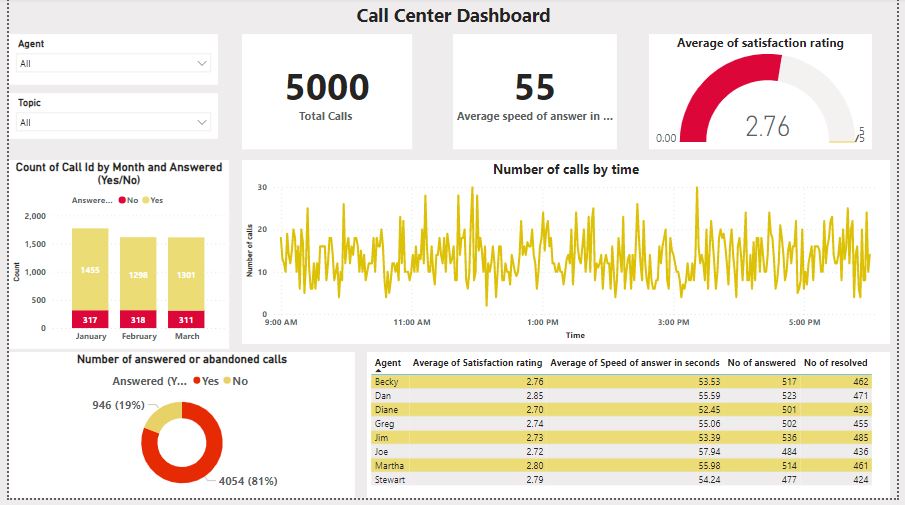 Call Center Dashboard
Agent
All
Topic
All
5000
Total Calls
55
Average speed of answer in ...
Average of satisfaction rating
0.00
2.76
5
/5
Count of Call Id by Month and Answered
(Yes/No)
Answere... No Yes
2,000
1,500
1,000
500
0
Count
1455
1298
1301
317
318
311
January February March
Number of calls by time
Number of calls
30
20
10
0
9:00 AM 11:00 AM 1:00 PM 3:00 PM 5:00 PM
Time
Number of answered or abandoned calls
Answered (Y... Yes No
946 (19%)
4054 (81%)
Agent Average of Satisfaction rating Average of Speed of answer in seconds No of answered No of resolved
Becky 2.76 53.53 517 462
Dan 2.85 55.59 523 471
Diane 2.70 52.45 501 452
Greg 2.74 55.06 502 455
Jim 2.73 53.39 536 485
Joe 2.72 57.94 484 436
Martha 2.80 55.98 514 461
Stewart 2.79 54.24 477 424